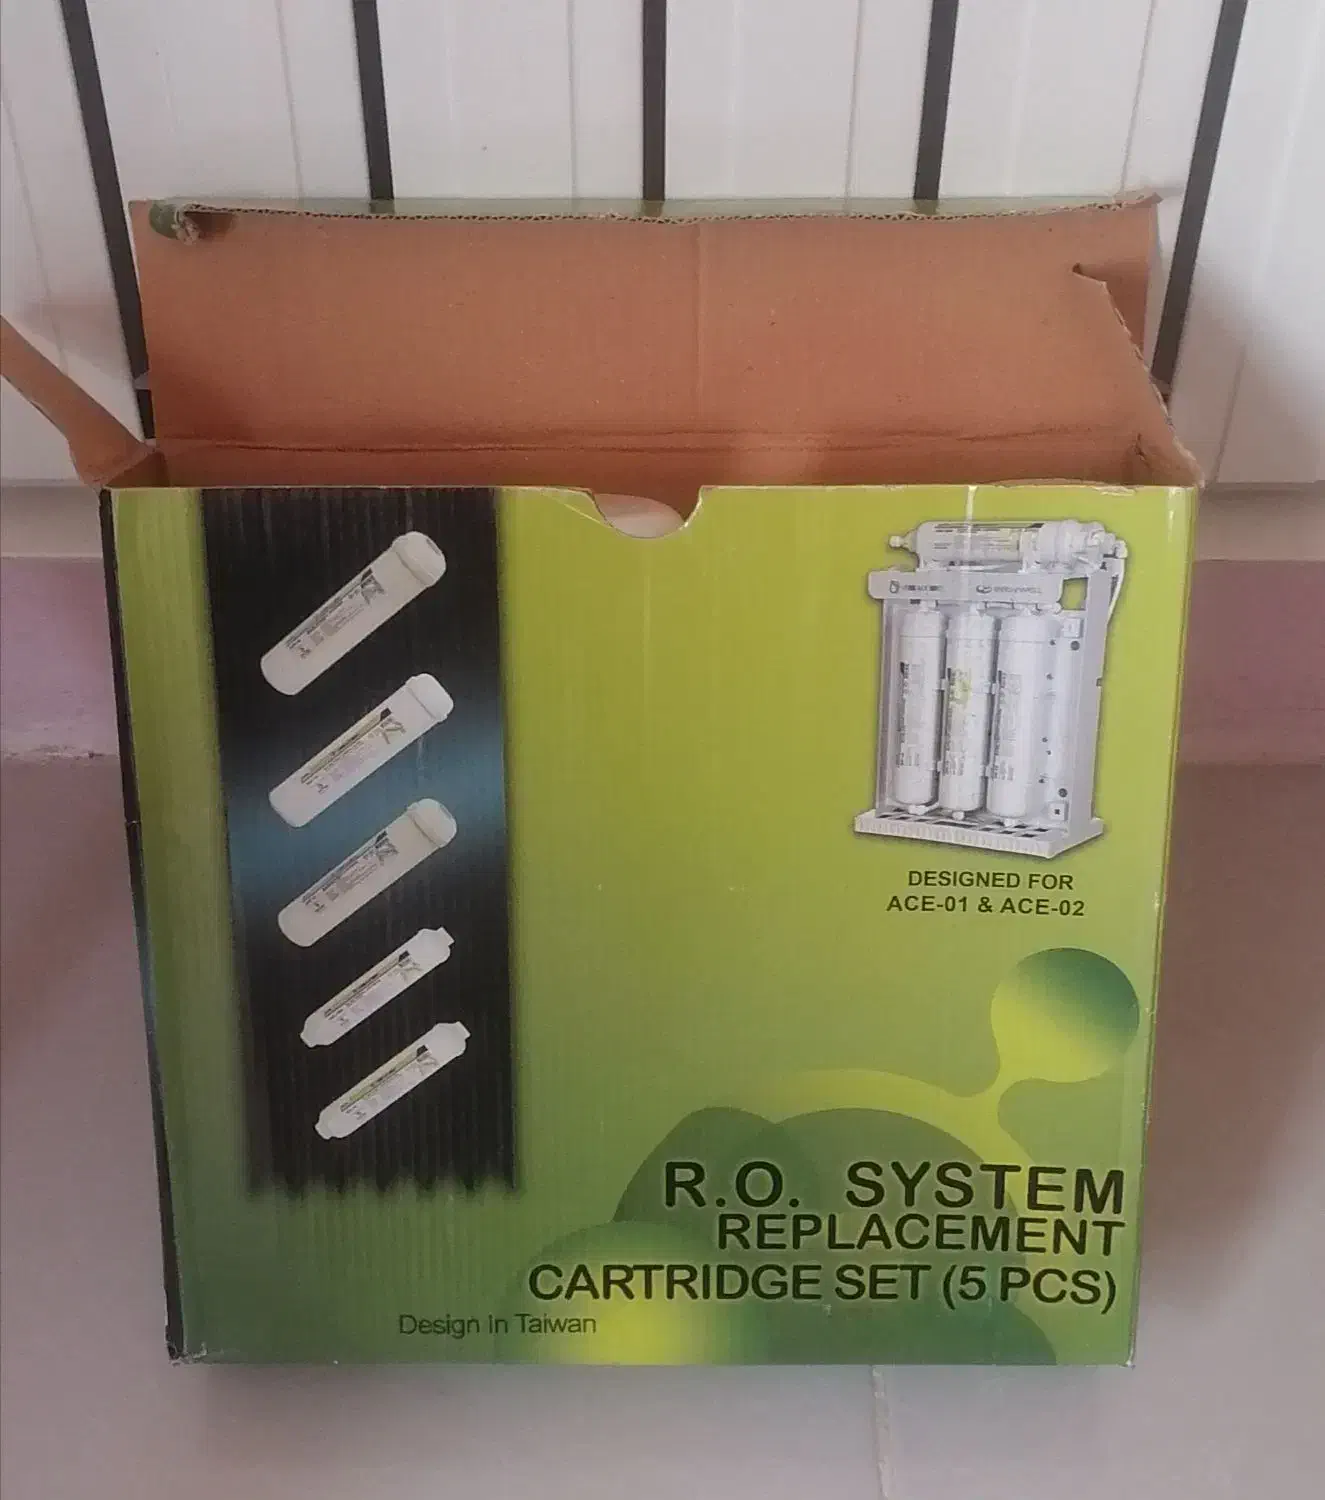 DESIGNED FOR
ACE-01 & ACE-02
R.O. SYSTEM
REPLACEMENT
CARTRIDGE SET (5 PCS)
Design in Taiwan